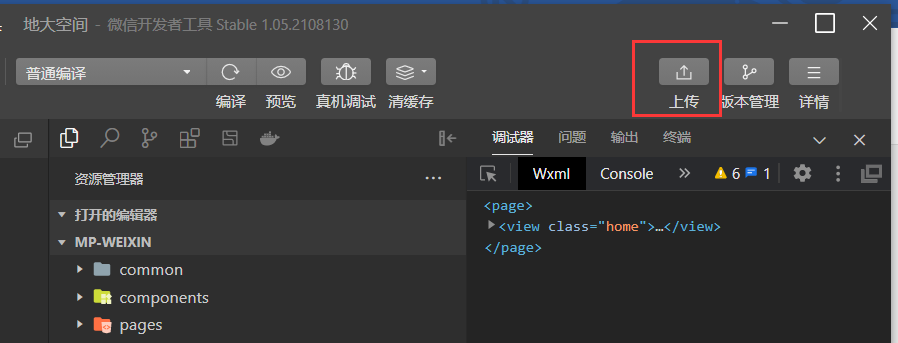 地大空间 - 微信开发者工具 Stable 1.05.2108130
普通编译
编译 预览 真机调试 清缓存 上传 版本管理 详情
调试器 问题 输出 终端
资源管理器
Wxml Console 6 1
打开的编辑器
<page>
MP-WEIXIN
<view class="home">…</view>
</page>
common
components
pages